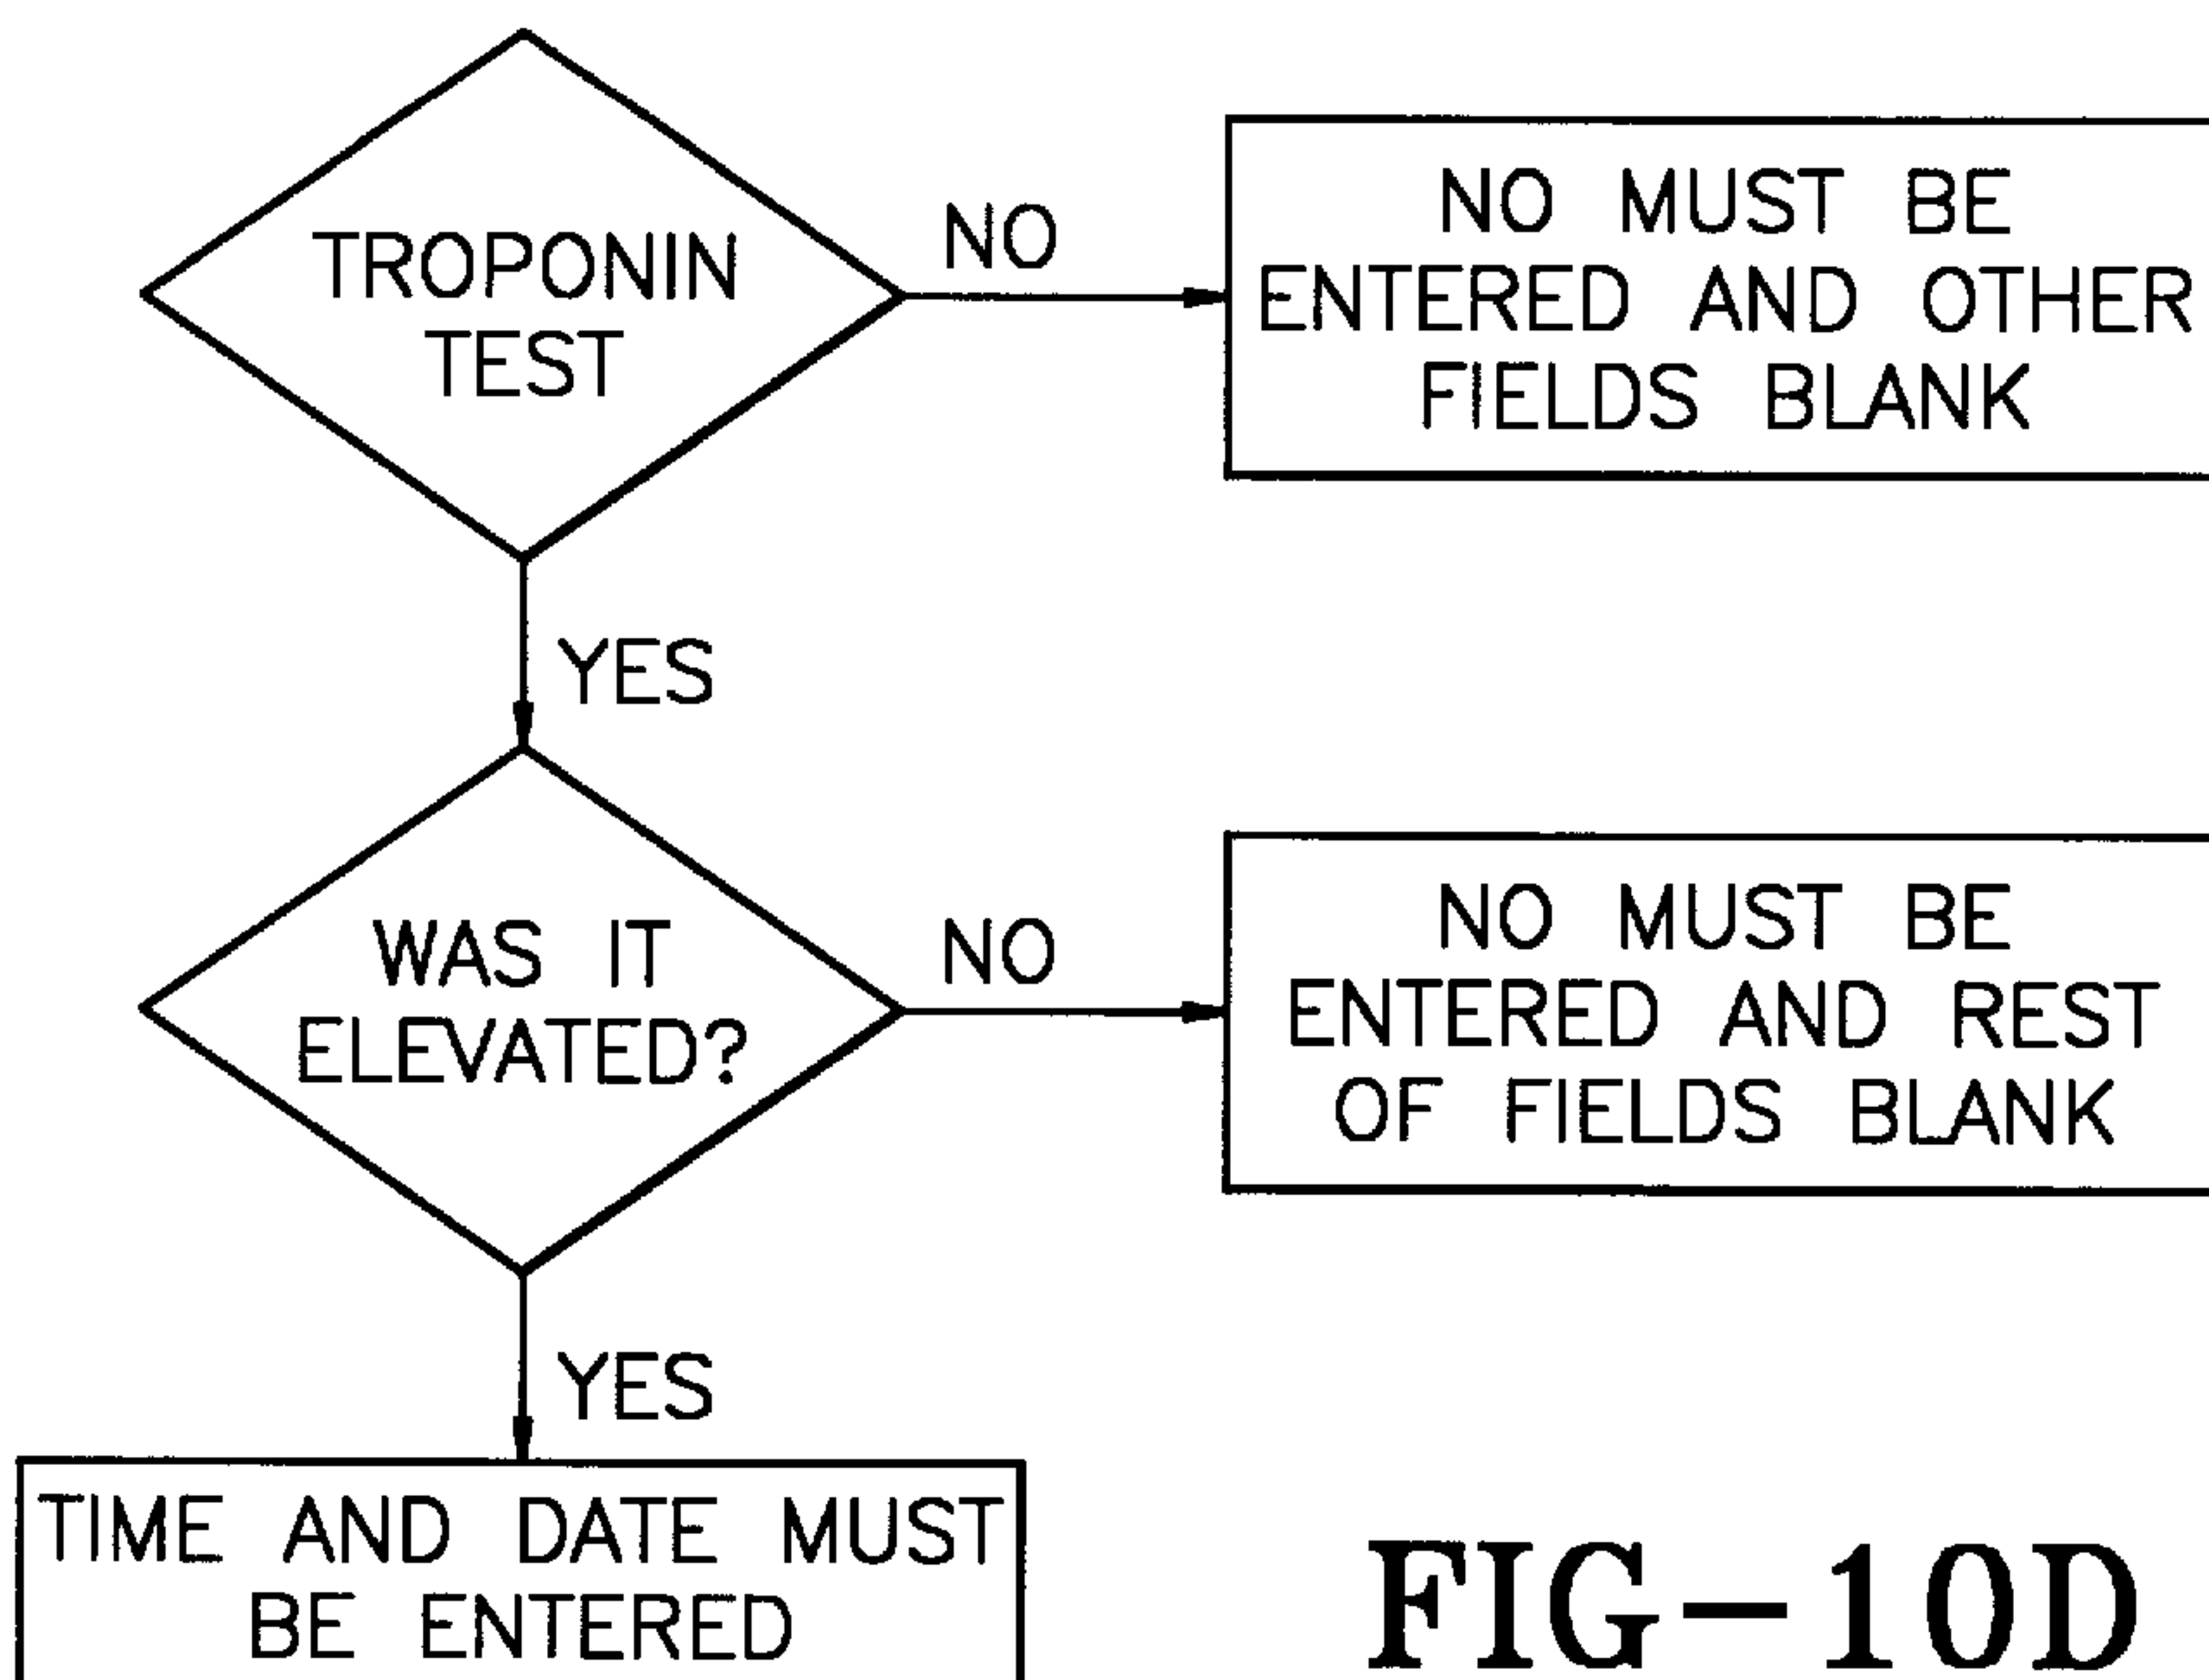 TROPONIN
TEST
NO
NO MUST BE
ENTERED AND OTHER
FIELDS BLANK
YES
WAS IT
ELEVATED?
NO
NO MUST BE
ENTERED AND REST
OF FIELDS BLANK
YES
TIME AND DATE MUST
BE ENTERED
FIG-10D